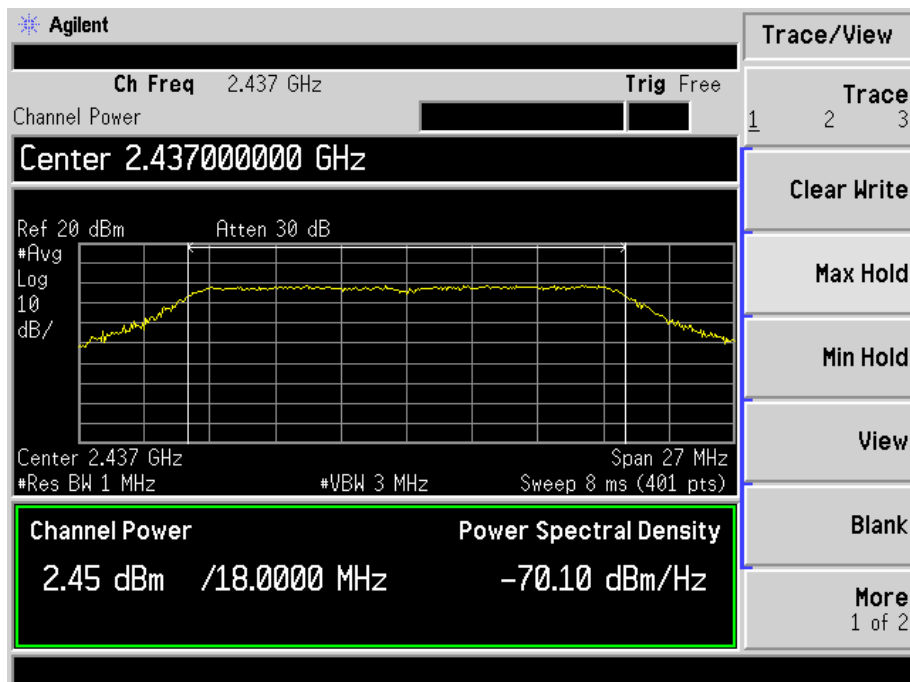 Agilent
Trace/View
Ch Freq 2.437 GHz Trig Free
Channel Power
Trace
1 2 3
Center 2.437000000 GHz
Clear Write
Ref 20 dBm Atten 30 dB
#Avg
Log
10
dB/
Max Hold
Min Hold
Center 2.437 GHz Span 27 MHz
#Res BW 1 MHz #VBW 3 MHz Sweep 8 ms (401 pts)
View
Channel Power Power Spectral Density
2.45 dBm /18.0000 MHz -70.10 dBm/Hz
Blank
More
1 of 2